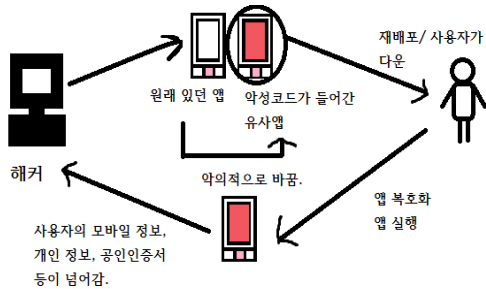 재배포/ 사용자가
다운
원래 있던 앱
악성코드가 들어간
유사앱
해커
악의적으로 바꿈.
앱 복호화
앱 실행
사용자의 모바일 정보,
개인 정보, 공인인증서
등이 넘어감.